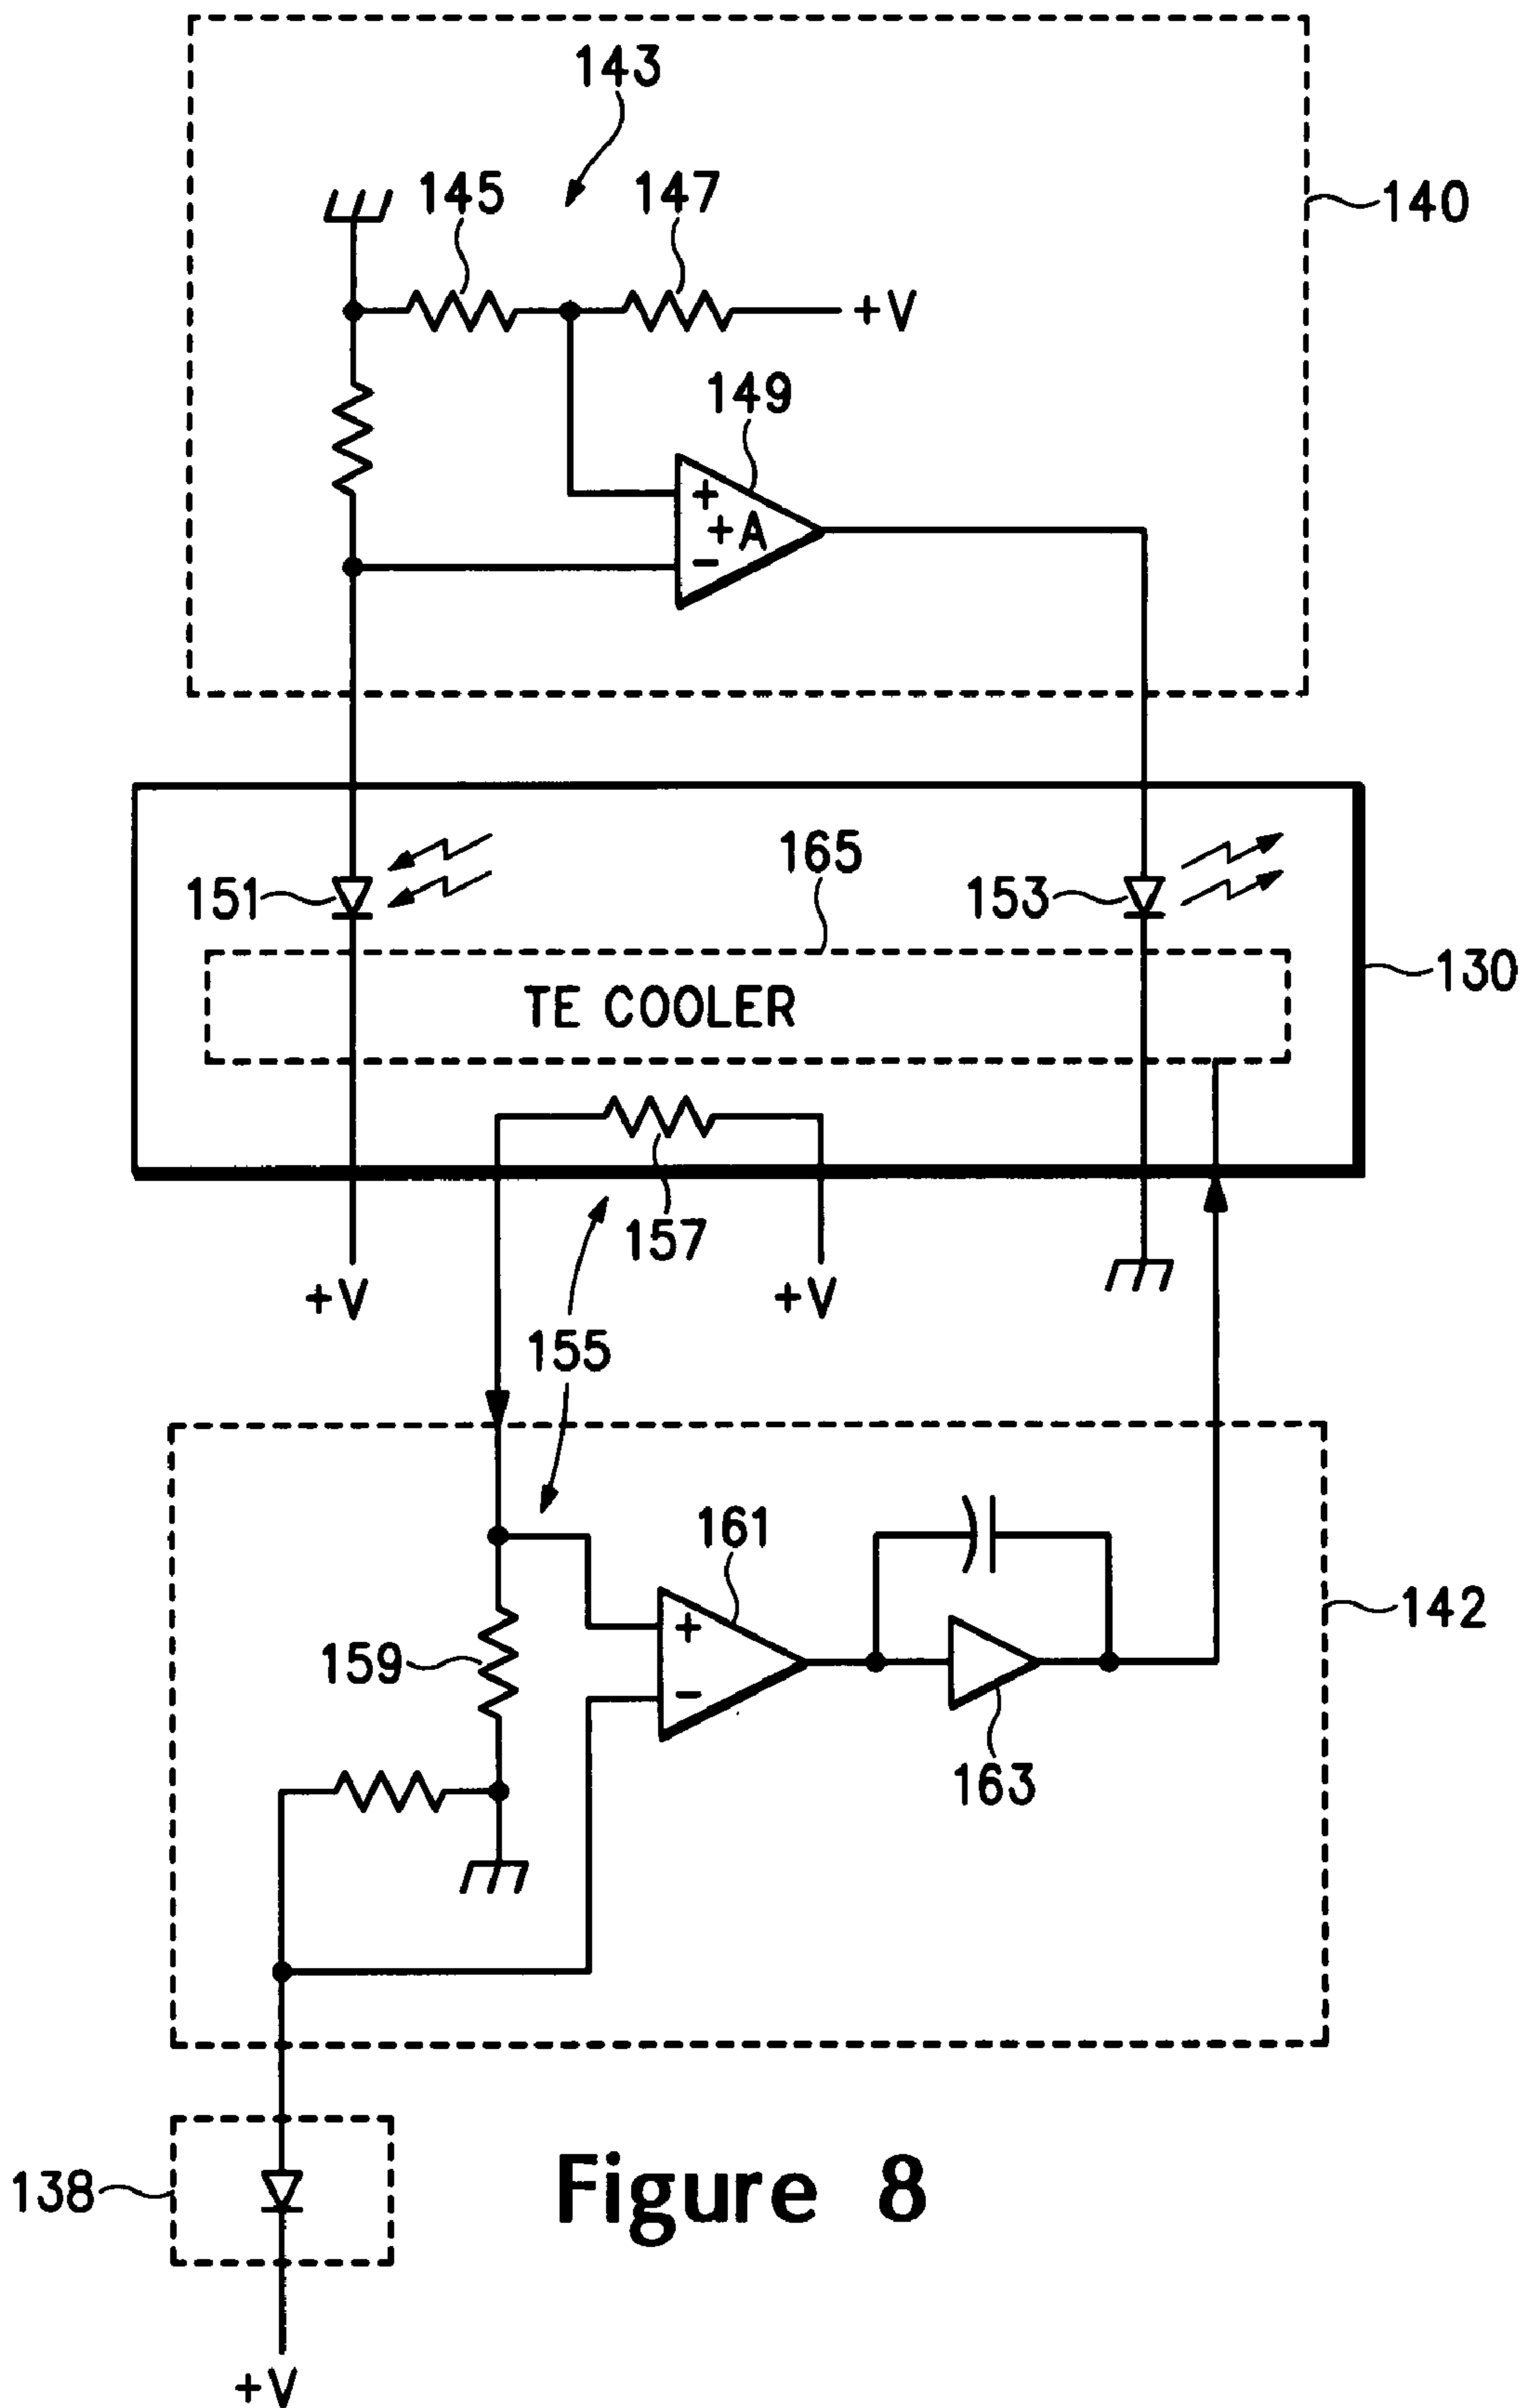 143
145
147
140
+V
149
+
+A
−
165
151
153
130
TE COOLER
157
+V
+V
155
161
142
+
159
−
163
138
Figure 8
+V